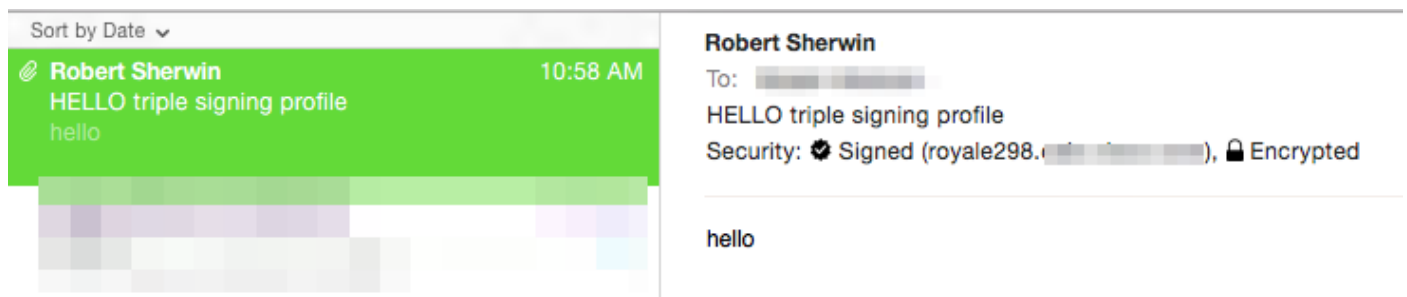 Sort by Date
Robert Sherwin 10:58 AM
HELLO triple signing profile
hello
Robert Sherwin
To:
HELLO triple signing profile
Security: Signed (royale298. ), Encrypted
hello